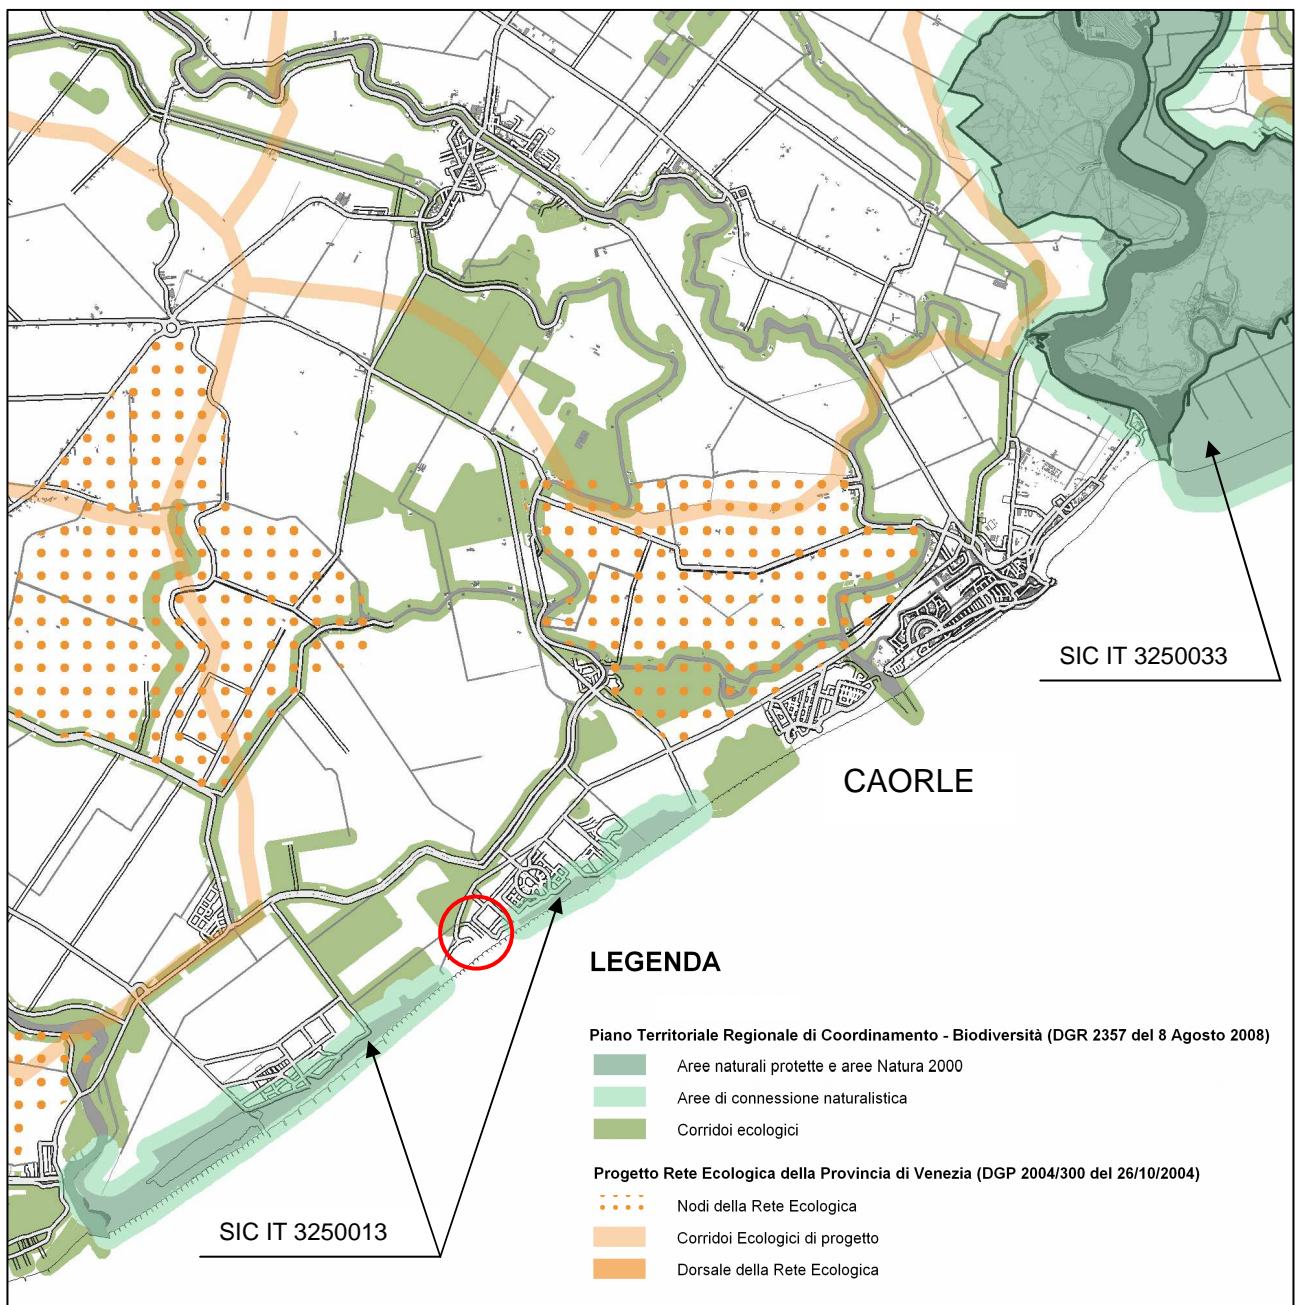 SIC IT 3250033
CAORLE
LEGENDA
Piano Territoriale Regionale di Coordinamento - Biodiversità (DGR 2357 del 8 Agosto 2008)
Aree naturali protette e aree Natura 2000
Aree di connessione naturalistica
Corridoi ecologici
Progetto Rete Ecologica della Provincia di Venezia (DGP 2004/300 del 26/10/2004)
Nodi della Rete Ecologica
Corridoi Ecologici di progetto
Dorsale della Rete Ecologica
SIC IT 3250013